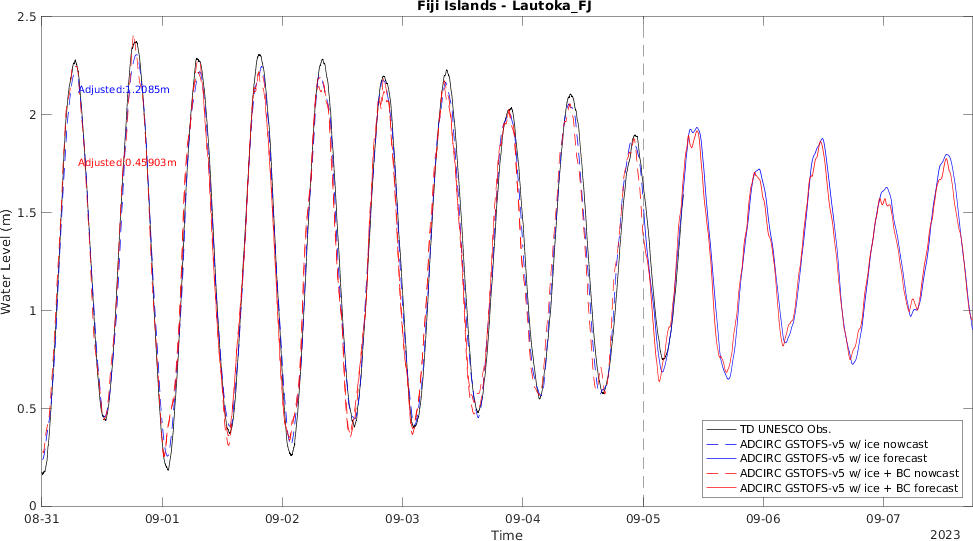 Fiji Islands - Lautoka_FJ
2.5
2
1.5
1
0.5
0
Water Level (m)
Adjusted:1.2085m
Adjusted:0.45903m
TD UNESCO Obs.
ADCIRC GSTOFS-v5 w/ ice nowcast
ADCIRC GSTOFS-v5 w/ ice forecast
ADCIRC GSTOFS-v5 w/ ice + BC nowcast
ADCIRC GSTOFS-v5 w/ ice + BC forecast
08-31 09-01 09-02 09-03 09-04 09-05 09-06 09-07
Time
2023